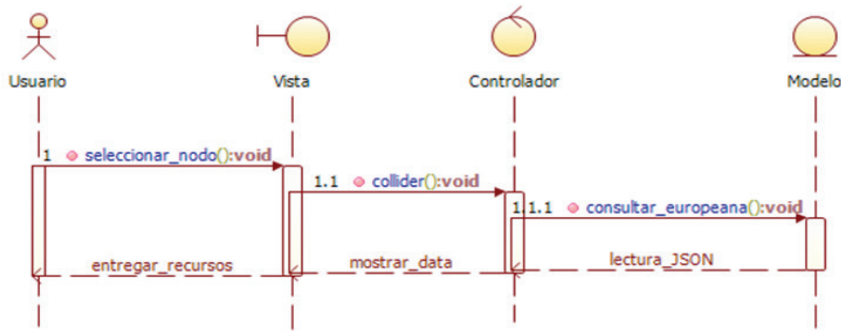 Usuario Vista Controlador Modelo
1 seleccionar_nodo():void
1.1 collider():void
1.1.1 consultar_europeana():void
entregar_recursos mostrar_data lectura_JSON